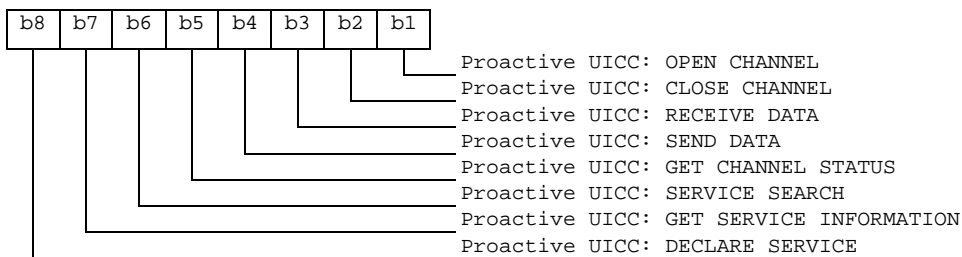 b8 b7 b6 b5 b4 b3 b2 b1
Proactive UICC: OPEN CHANNEL
Proactive UICC: CLOSE CHANNEL
Proactive UICC: RECEIVE DATA
Proactive UICC: SEND DATA
Proactive UICC: GET CHANNEL STATUS
Proactive UICC: SERVICE SEARCH
Proactive UICC: GET SERVICE INFORMATION
Proactive UICC: DECLARE SERVICE